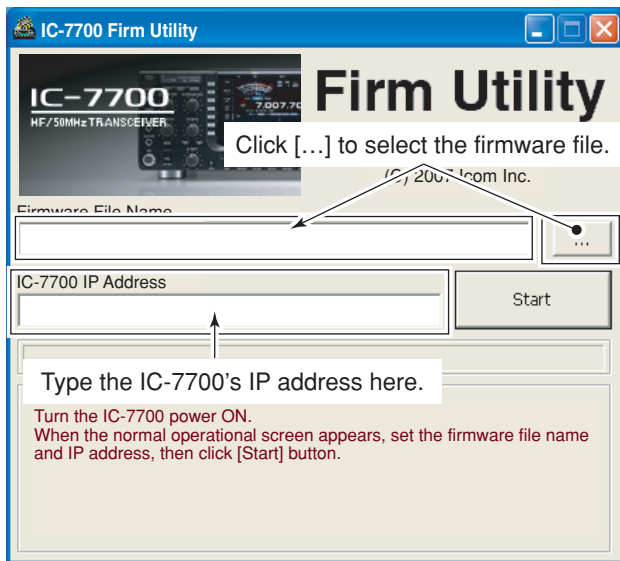 IC-7700 Firm Utility
IC-7700
HF/50MHz TRANSCEIVER
7.007.70
Firm Utility
Click […] to select the firmware file.
(C) 2007 Icom Inc.
Firmware File Name
...
IC-7700 IP Address
Start
Type the IC-7700's IP address here.
Turn the IC-7700 power ON.
When the normal operational screen appears, set the firmware file name
and IP address, then click [Start] button.